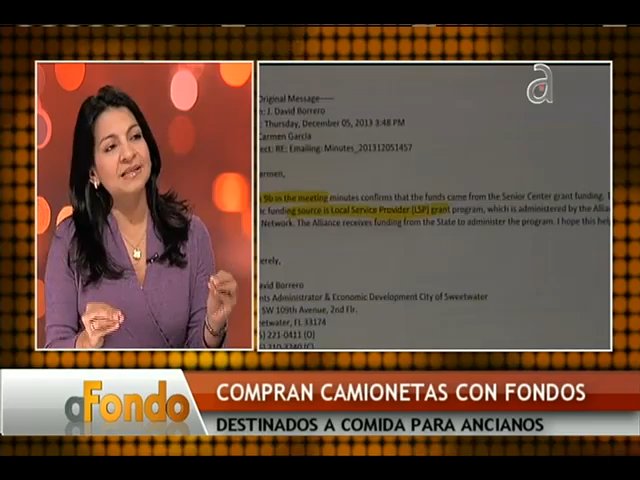 a
Original Message-----
: J. David Borrero
: Thursday, December 05, 2013 3:48 PM
Carmen Garcia
ect: RE: Emailing: Minutes_201312051457
armen,
9b in the meeting minutes confirms that the funds came from the Senior Center grant funding.
ic funding source is Local Service Provider (LSP) grant program, which is administered by the Allia
Network. The Alliance receives funding from the State to administer the program. I hope this hel
erely,
avid Borrero
nts Administrator & Economic Development City of Sweetwater
SW 109th Avenue, 2nd Flr.
etwater, FL 33174
) 221-0411 (O)
aFondo
COMPRAN CAMIONETAS CON FONDOS
DESTINADOS A COMIDA PARA ANCIANOS